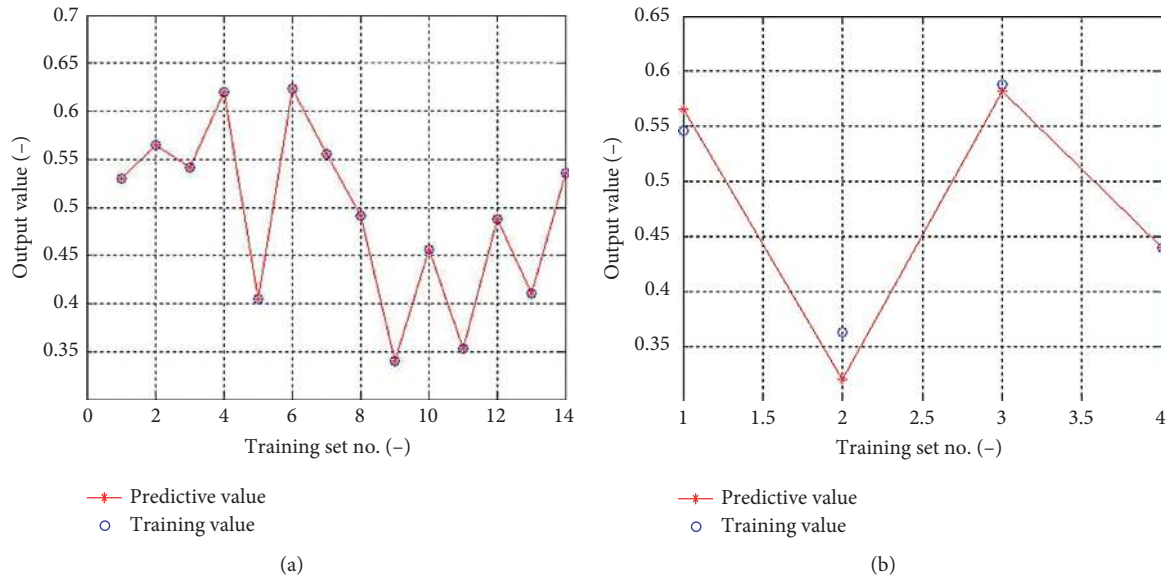 0.7
0.65
0.6
0.55
0.5
0.45
0.4
0.35
Output value (–)
0 2 4 6 8 10 12 14
Training set no. (–)
Predictive value
Training value
(a)
0.65
0.6
0.55
0.5
0.45
0.4
0.35
Output value (–)
1 1.5 2 2.5 3 3.5 4
Training set no. (–)
Predictive value
Training value
(b)